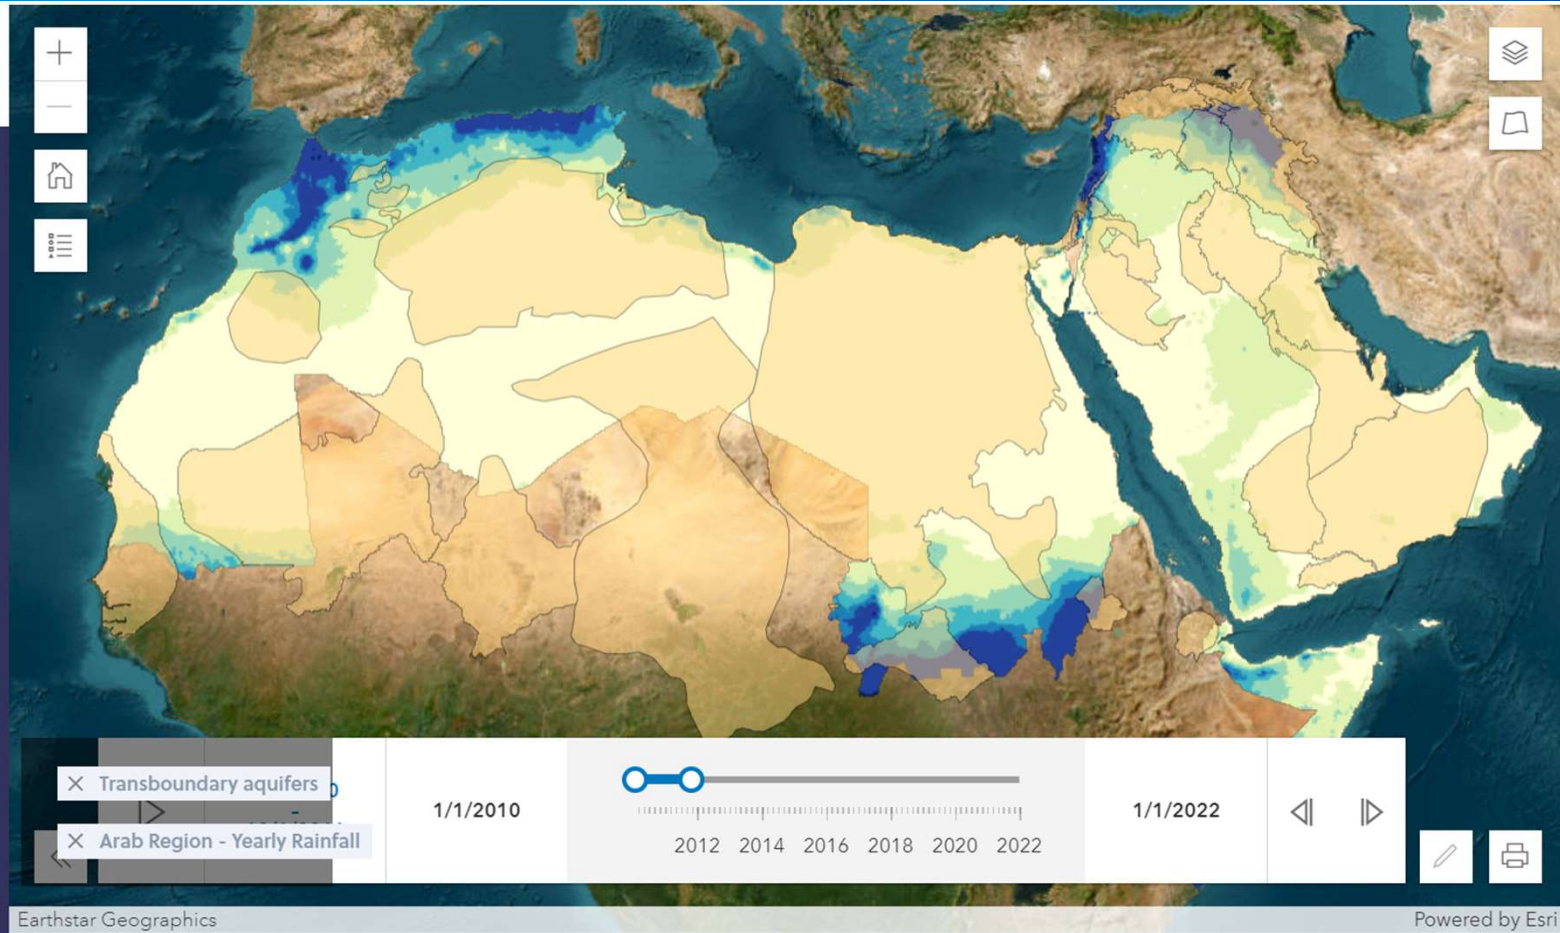 Transboundary aquifers
Arab Region - Yearly Rainfall
1/1/2010
2012 2014 2016 2018 2020 2022
1/1/2022
Earthstar Geographics
Powered by Esri